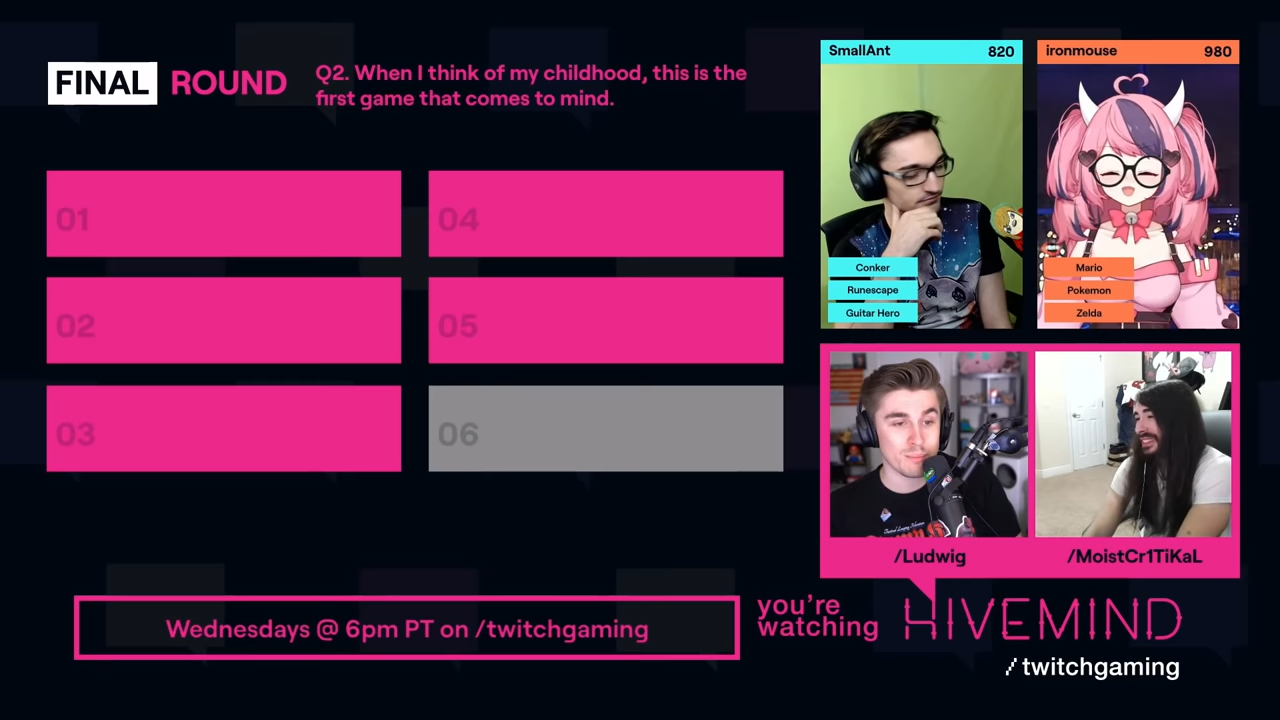 FINAL ROUND
Q2. When I think of my childhood, this is the
first game that comes to mind.
01
04
02
05
03
06
SmallAnt 820
Conker
Runescape
Guitar Hero
ironmouse 980
Mario
Pokemon
Zelda
/Ludwig
/MoistCr1TiKaL
Wednesdays @ 6pm PT on /twitchgaming
you're
watching
HIVEMIND
/twitchgaming